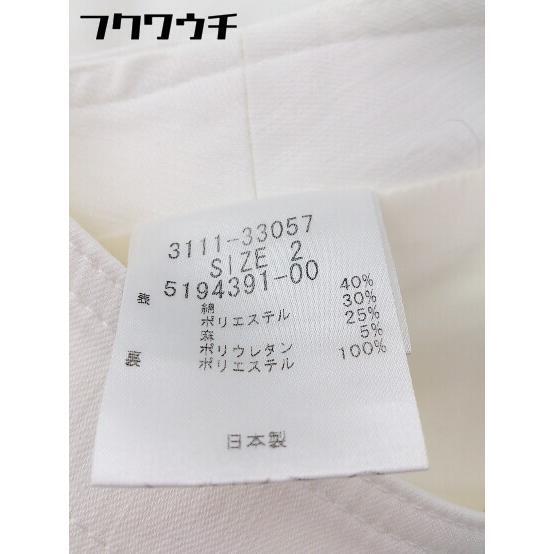 フクワウチ
3111-33057
SIZE 2
5194391-00
表 綿 40%
ポリエステル 30%
麻 25%
ポリウレタン 5%
裏 ポリエステル 100%
日本製